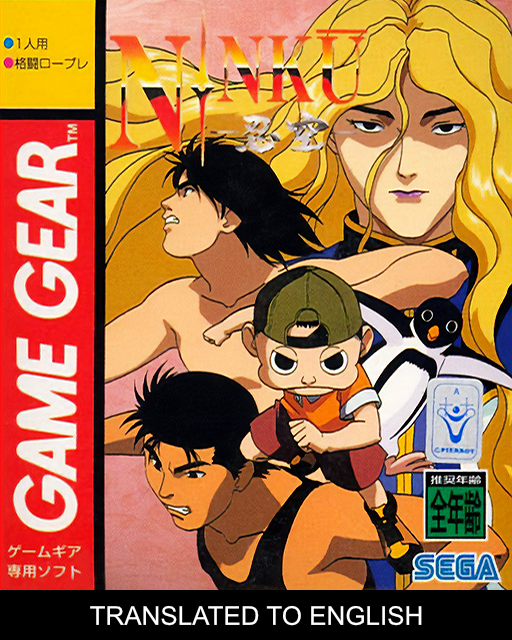 ●1人用
●格闘ロープレ
NINKU
忍空
GAME GEAR™
ゲームギア
専用ソフト
A
© PIERROT
推奨年齢
全年齢
SEGA
TRANSLATED TO ENGLISH